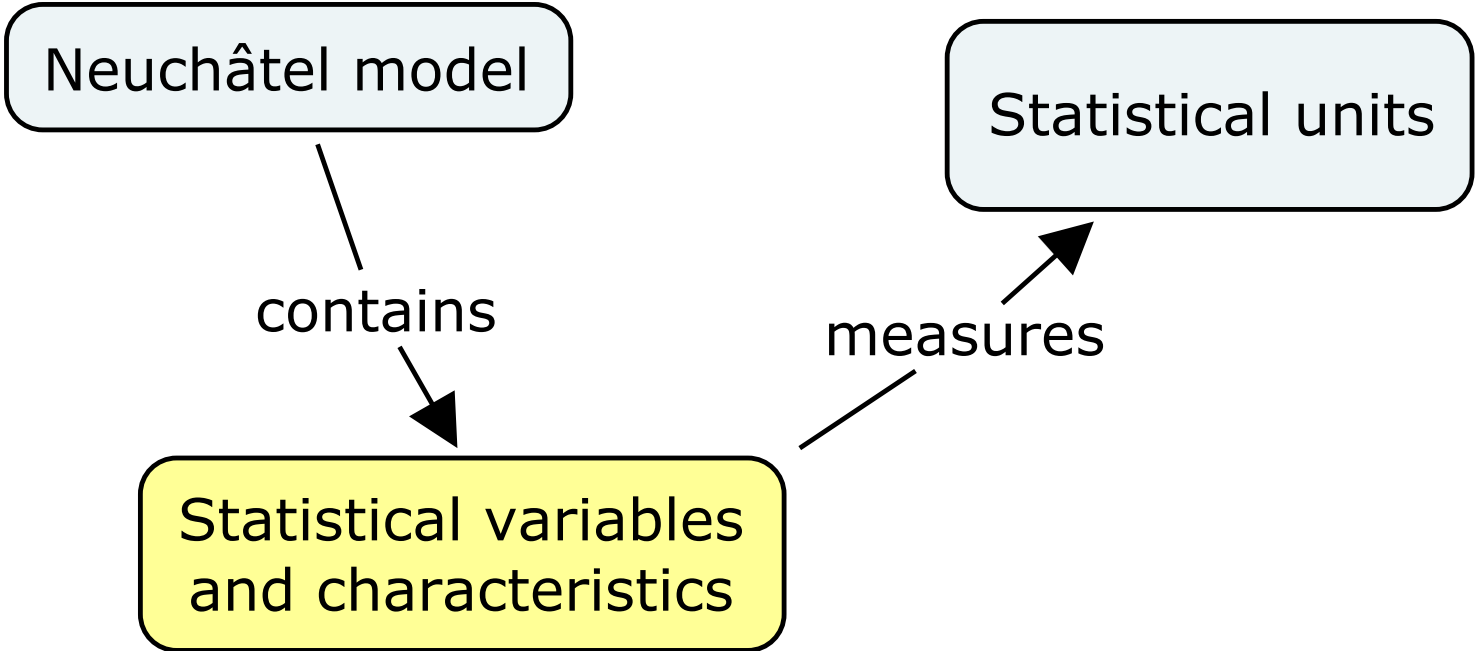 Neuchâtel model
Statistical units
contains
measures
Statistical variables
and characteristics